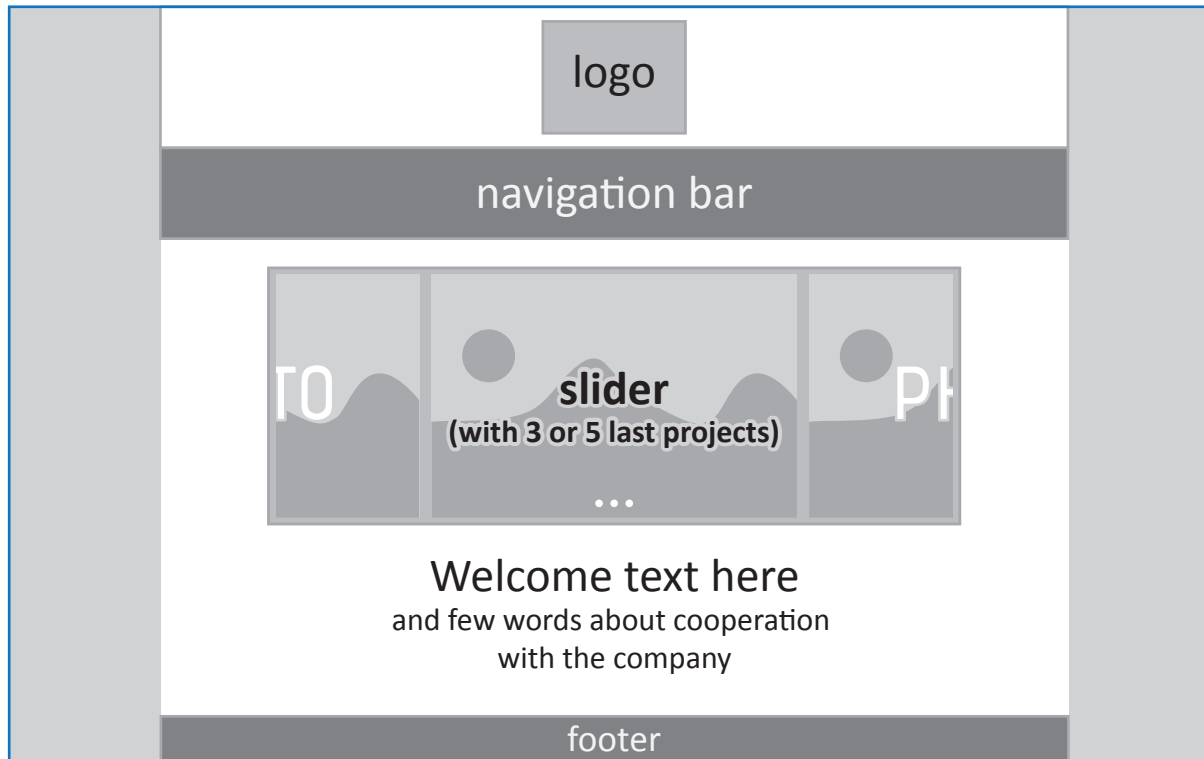 logo
navigation bar
TO
PH
slider
(with 3 or 5 last projects)
...
Welcome text here
and few words about cooperation
with the company
footer